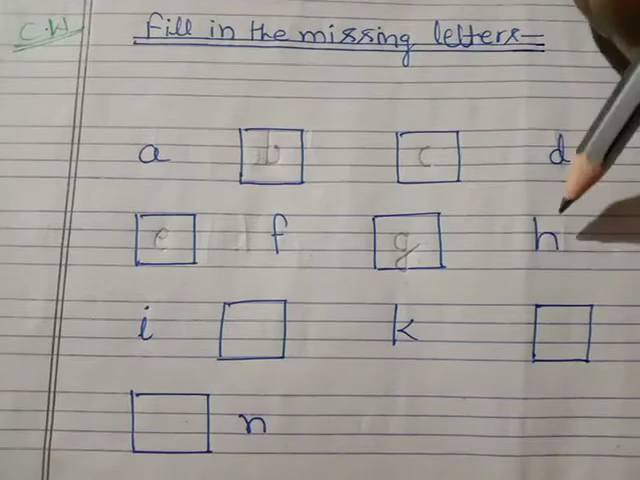 C.W
Fill in the missing letters-
a b c d
e f g h
i k
n